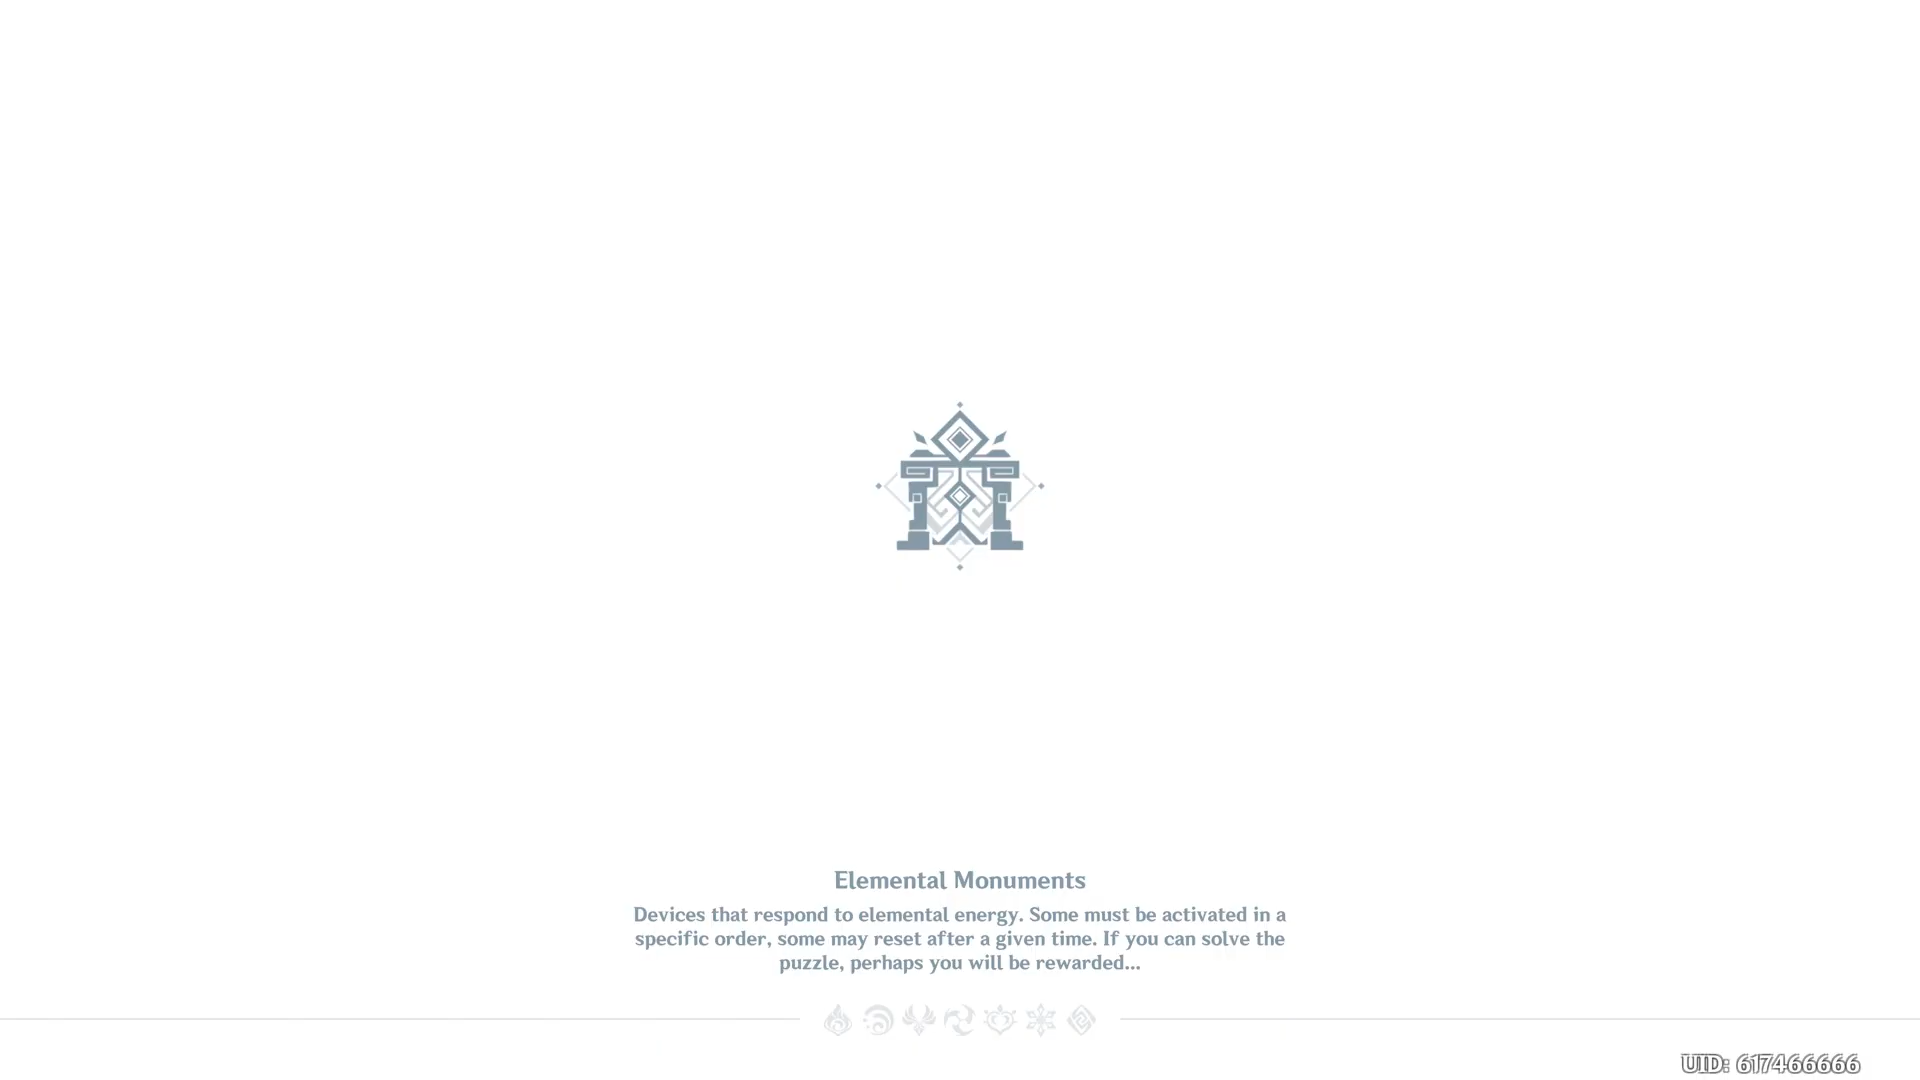 Elemental Monuments
Devices that respond to elemental energy. Some must be activated in a
specific order, some may reset after a given time. If you can solve the
puzzle, perhaps you will be rewarded...
UID: 617466666